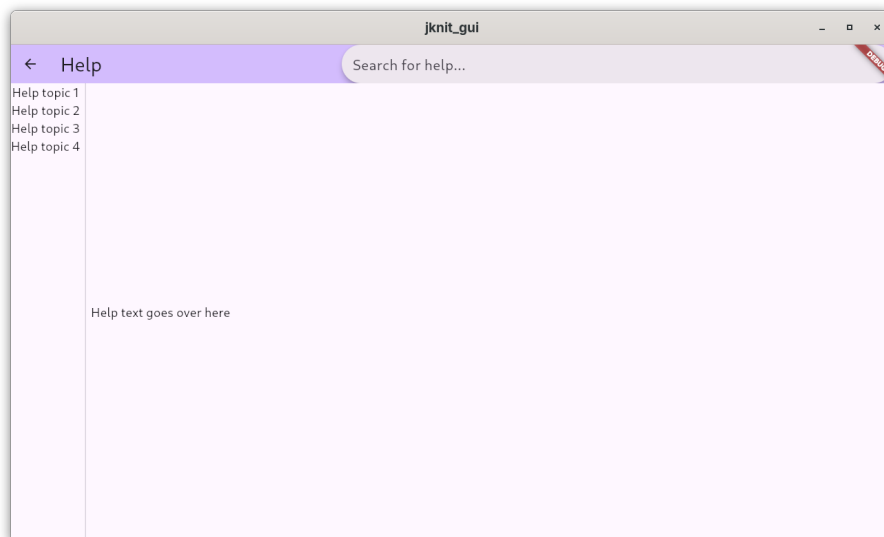 jknit_gui
Help
Search for help...
Help topic 1
Help topic 2
Help topic 3
Help topic 4
Help text goes over here